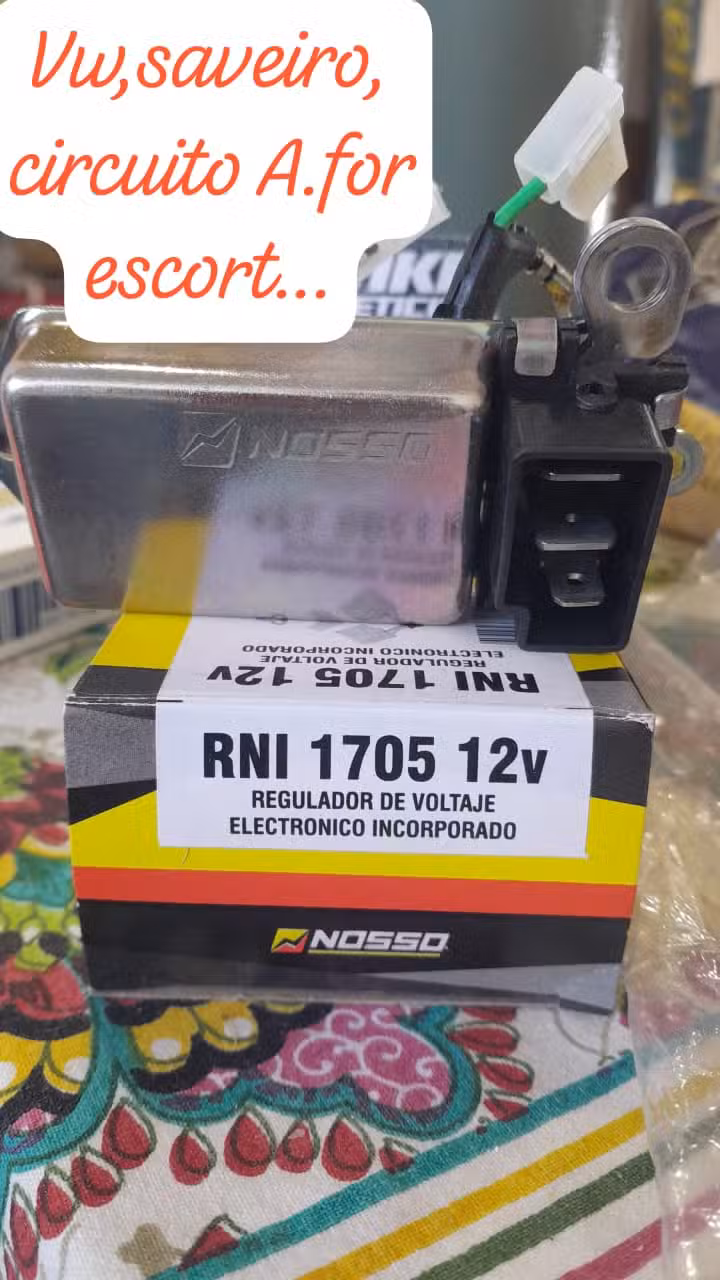 Vw,saveiro,
circuito A.for
escort...
NOSSO
RNI 1705 12v
REGULADOR DE VOLTAJE
ELECTRONICO INCORPORADO
RNI 1705 12v
REGULADOR DE VOLTAJE
ELECTRONICO INCORPORADO
NOSSO